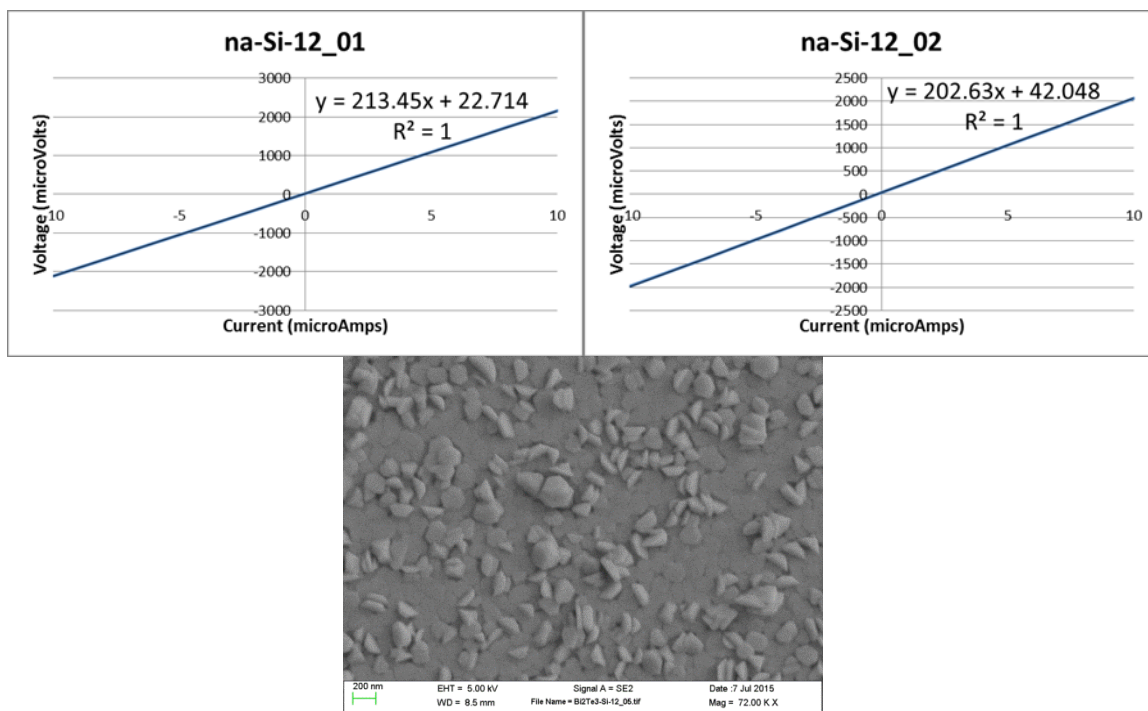 na-Si-12_01
3000
y = 213.45x + 22.714
2000
R² = 1
1000
0
10
-5
0
5
10
-1000
-2000
-3000
Voltage (microVolts)
Current (microAmps)
na-Si-12_02
2500
y = 202.63x + 42.048
2000
1500
R² = 1
1000
500
0
10
-5
0
5
10
-500
-1000
-1500
-2000
-2500
Voltage (microVolts)
Current (microAmps)
200 nm
EHT = 5.00 kV
Signal A = SE2
Date :7 Jul 2015
WD = 8.5 mm
File Name = Bi2Te3-Si-12_05.tif
Mag = 72.00 K X